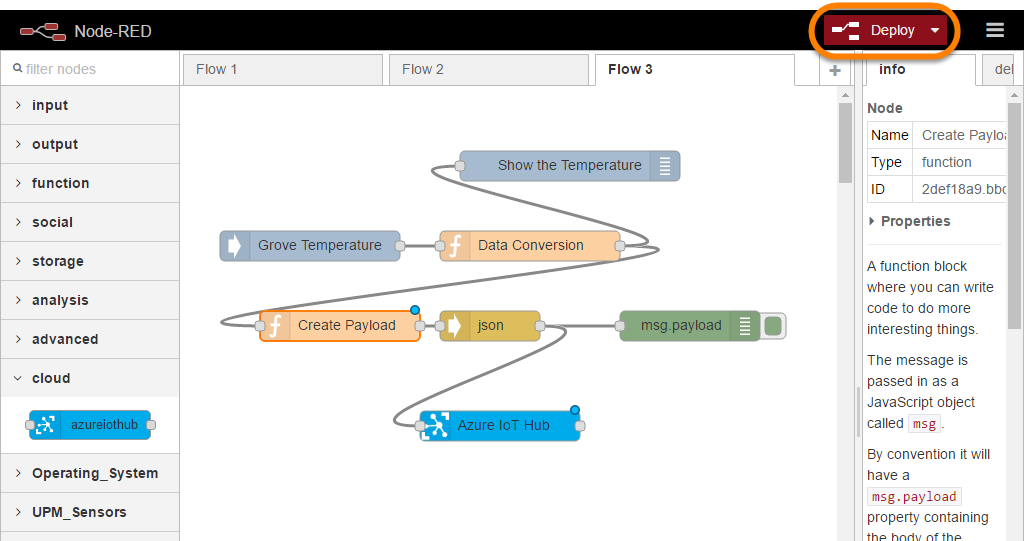 Node-RED
Deploy
filter nodes
Flow 1
Flow 2
Flow 3
+
info
input
output
function
social
storage
analysis
advanced
cloud
azureiothub
Operating_System
UPM_Sensors
Show the Temperature
Grove Temperature
Data Conversion
Create Payload
json
msg.payload
Azure IoT Hub
Node
Name
Type function
ID 2def18a9.bbc
Properties
A function block
where you can write
code to do more
interesting things.
The message is
passed in as a
JavaScript object
called msg .
By convention it will
have a
msg.payload
property containing
the body of the